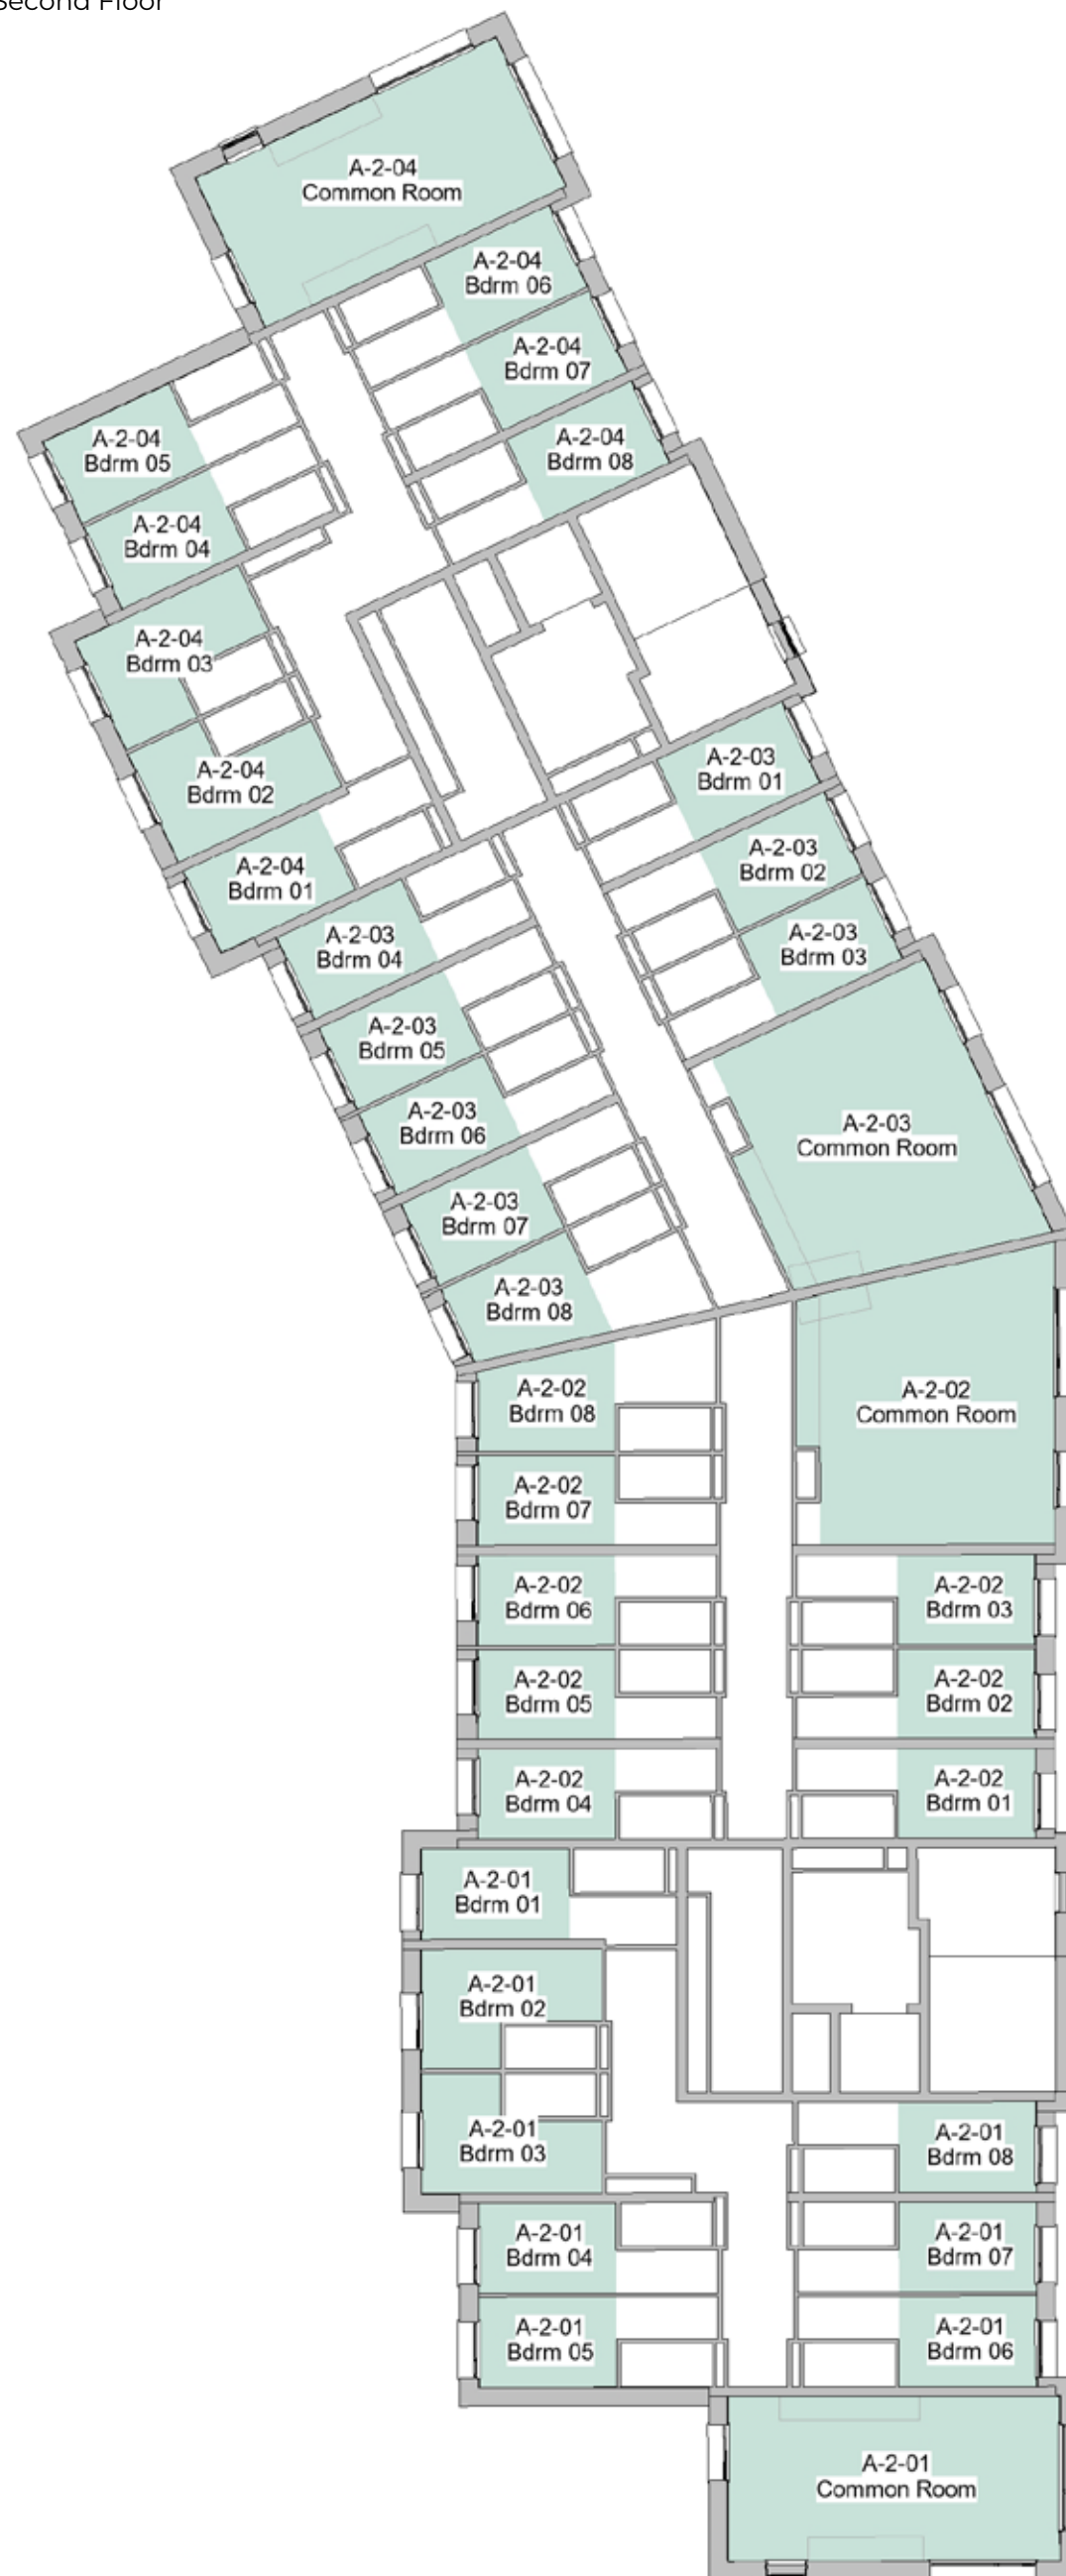 Second Floor
A-2-04
Common Room
A-2-04
Bdrm 06
A-2-04
Bdrm 07
A-2-04
Bdrm 05
A-2-04
Bdrm 08
A-2-04
Bdrm 04
A-2-04
Bdrm 03
A-2-04
Bdrm 02
A-2-03
Bdrm 01
A-2-04
Bdrm 01
A-2-03
Bdrm 02
A-2-03
Bdrm 04
A-2-03
Bdrm 03
A-2-03
Bdrm 05
A-2-03
Bdrm 06
A-2-03
Common Room
A-2-03
Bdrm 07
A-2-03
Bdrm 08
A-2-02
Bdrm 08
A-2-02
Common Room
A-2-02
Bdrm 07
A-2-02
Bdrm 06
A-2-02
Bdrm 03
A-2-02
Bdrm 05
A-2-02
Bdrm 02
A-2-02
Bdrm 04
A-2-02
Bdrm 01
A-2-01
Bdrm 01
A-2-01
Bdrm 02
A-2-01
Bdrm 03
A-2-01
Bdrm 08
A-2-01
Bdrm 04
A-2-01
Bdrm 07
A-2-01
Bdrm 05
A-2-01
Bdrm 06
A-2-01
Common Room